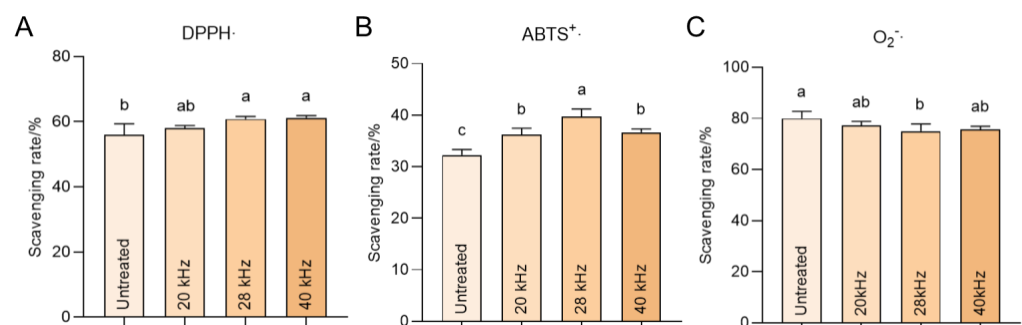 A
DPPH·
Scavenging rate/%
80
60
40
20
0
b
ab
a
a
Untreated
20 kHz
28 kHz
40 kHz
B
ABTS⁺·
Scavenging rate/%
50
40
30
20
10
0
c
b
a
b
Untreated
20 kHz
28 kHz
40 kHz
C
O₂⁻·
Scavenging rate/%
100
80
60
40
20
0
a
ab
b
ab
Untreated
20kHz
28kHz
40kHz